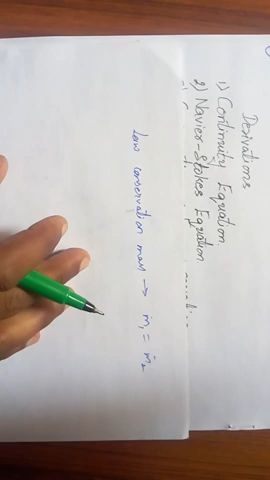 Derivations
1) Continuity Equation
2) Navier-Stokes Equation.
Law conservation mass → ṁ₁ = ṁ₂